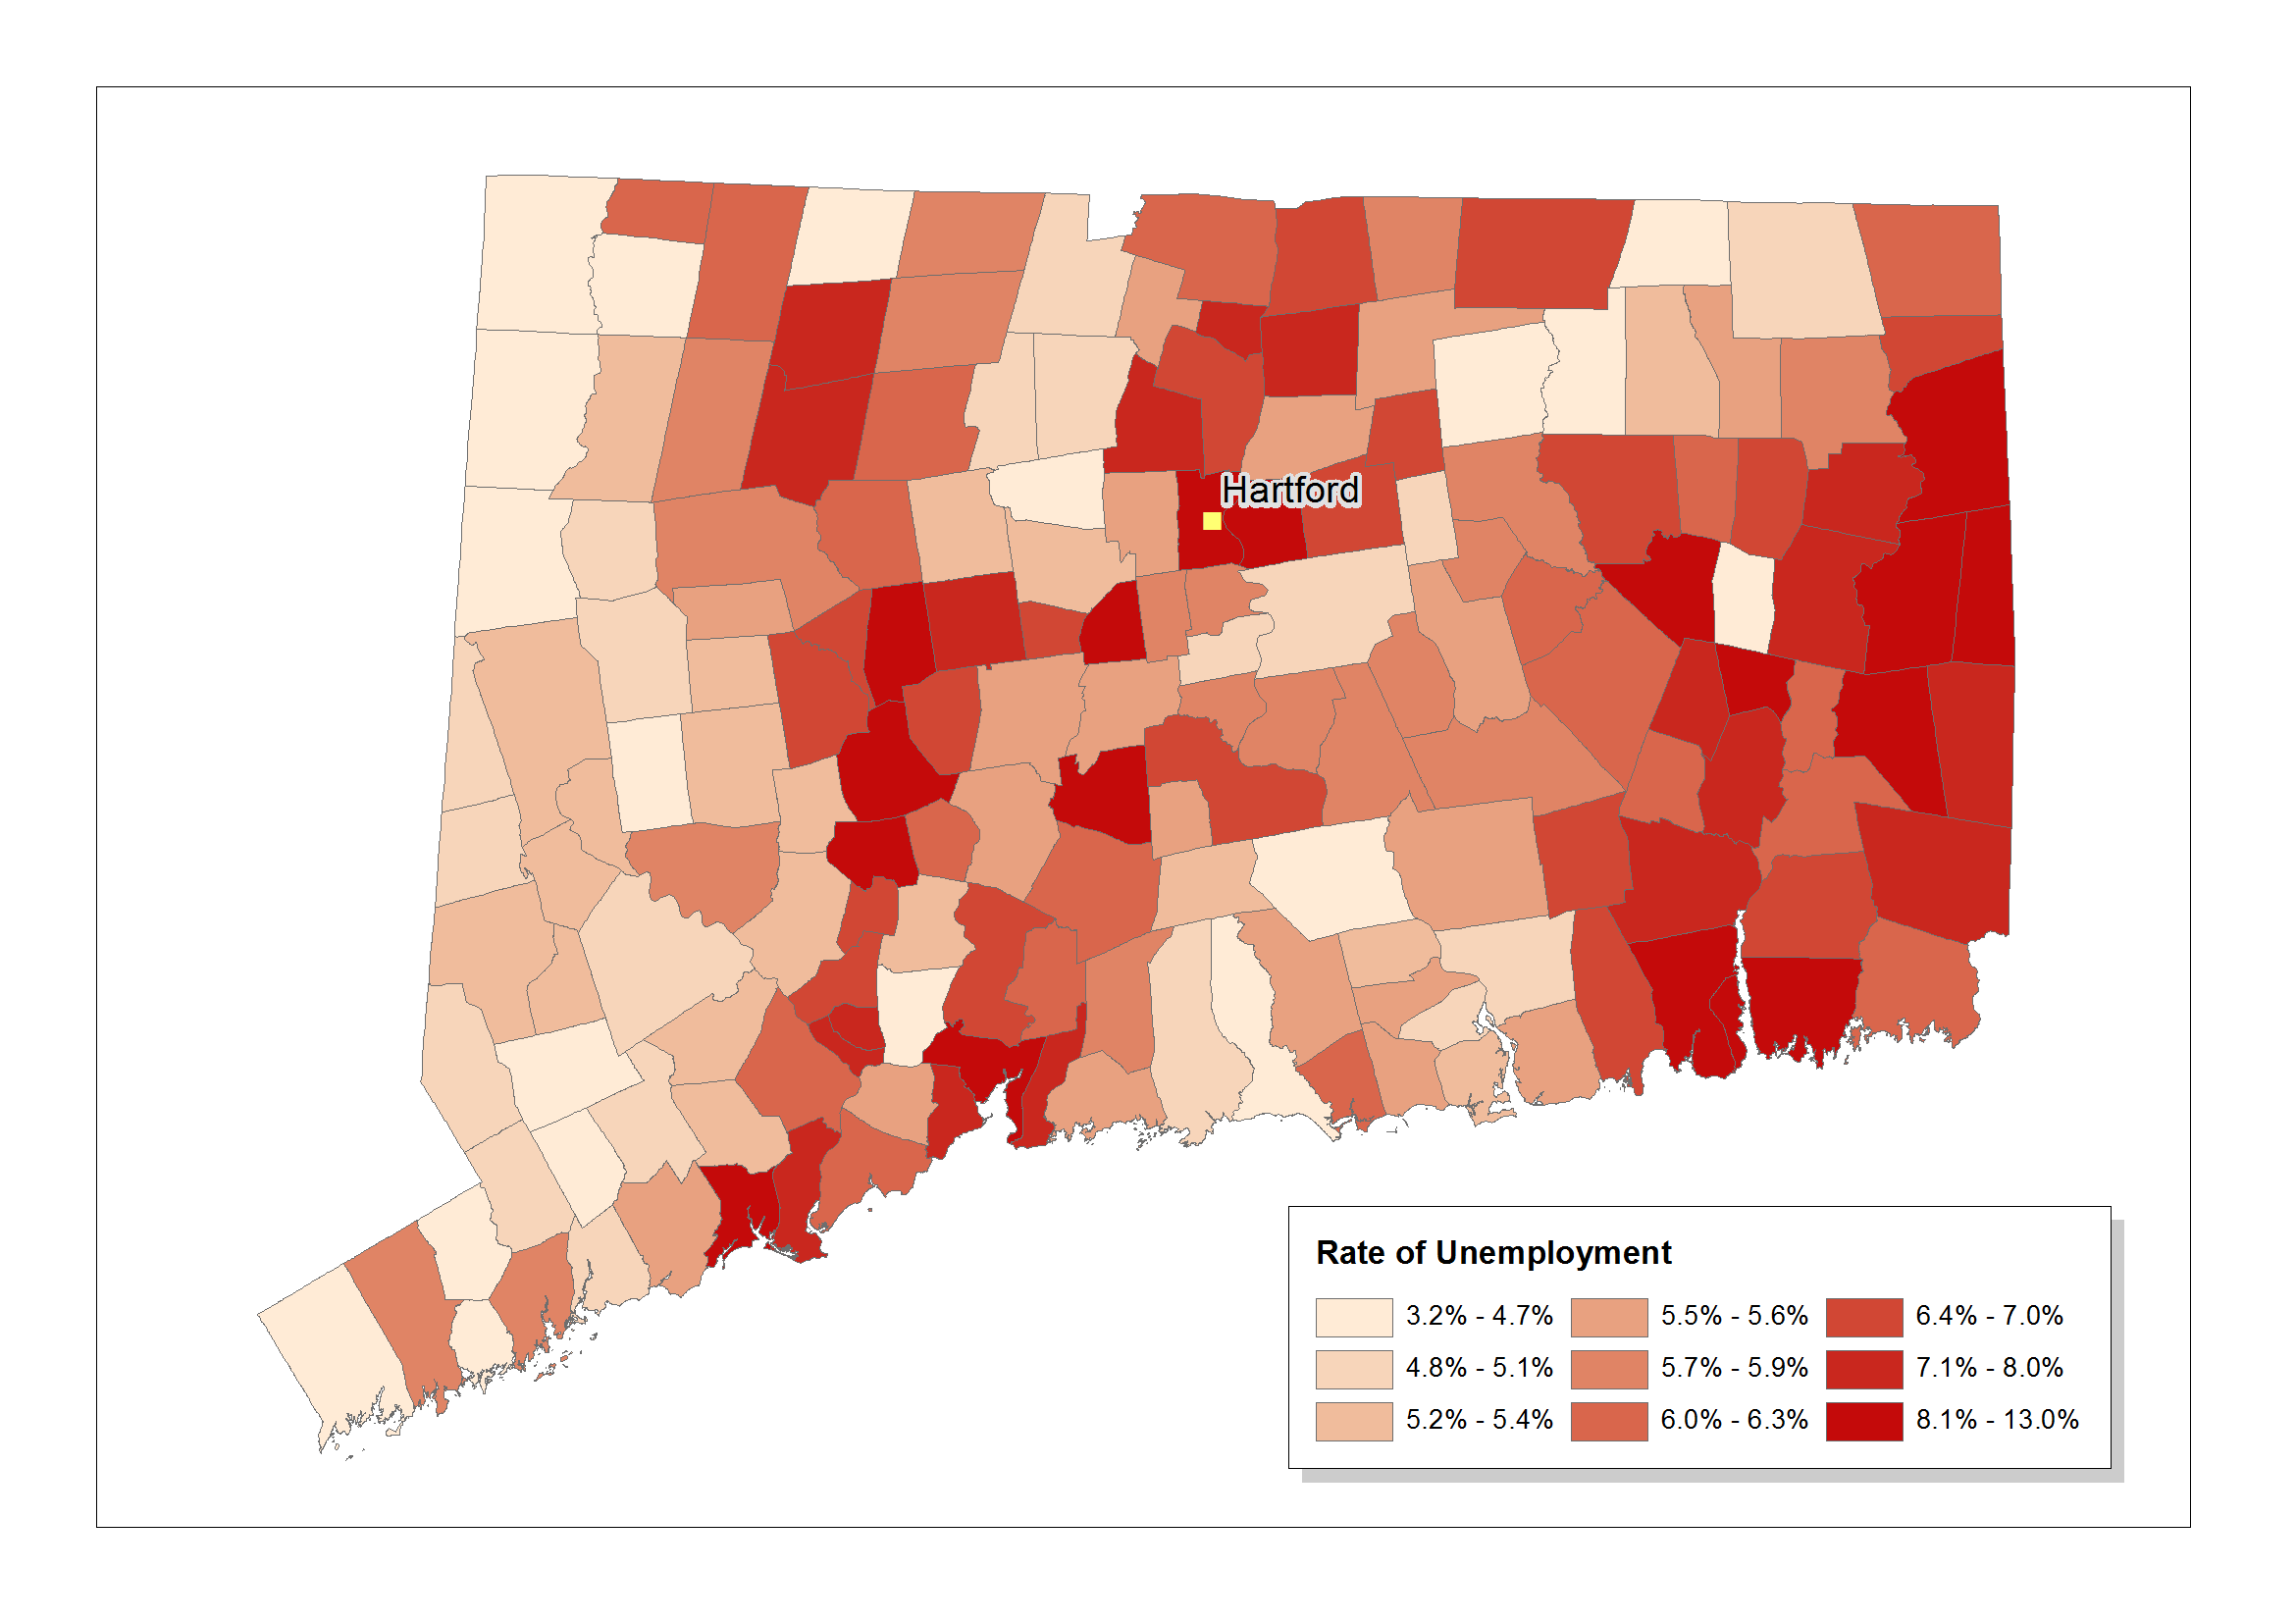 Hartford
Rate of Unemployment
3.2% - 4.7% 5.5% - 5.6% 6.4% - 7.0%
4.8% - 5.1% 5.7% - 5.9% 7.1% - 8.0%
5.2% - 5.4% 6.0% - 6.3% 8.1% - 13.0%